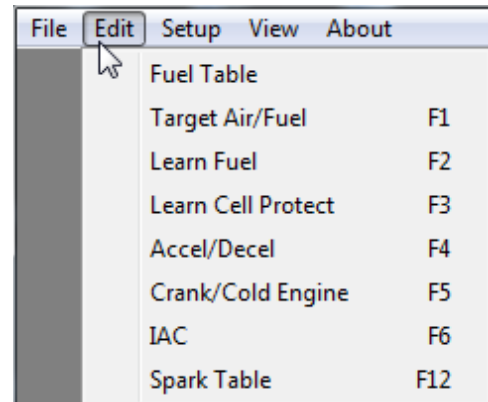 File Edit Setup View About
Fuel Table
Target Air/Fuel F1
Learn Fuel F2
Learn Cell Protect F3
Accel/Decel F4
Crank/Cold Engine F5
IAC F6
Spark Table F12